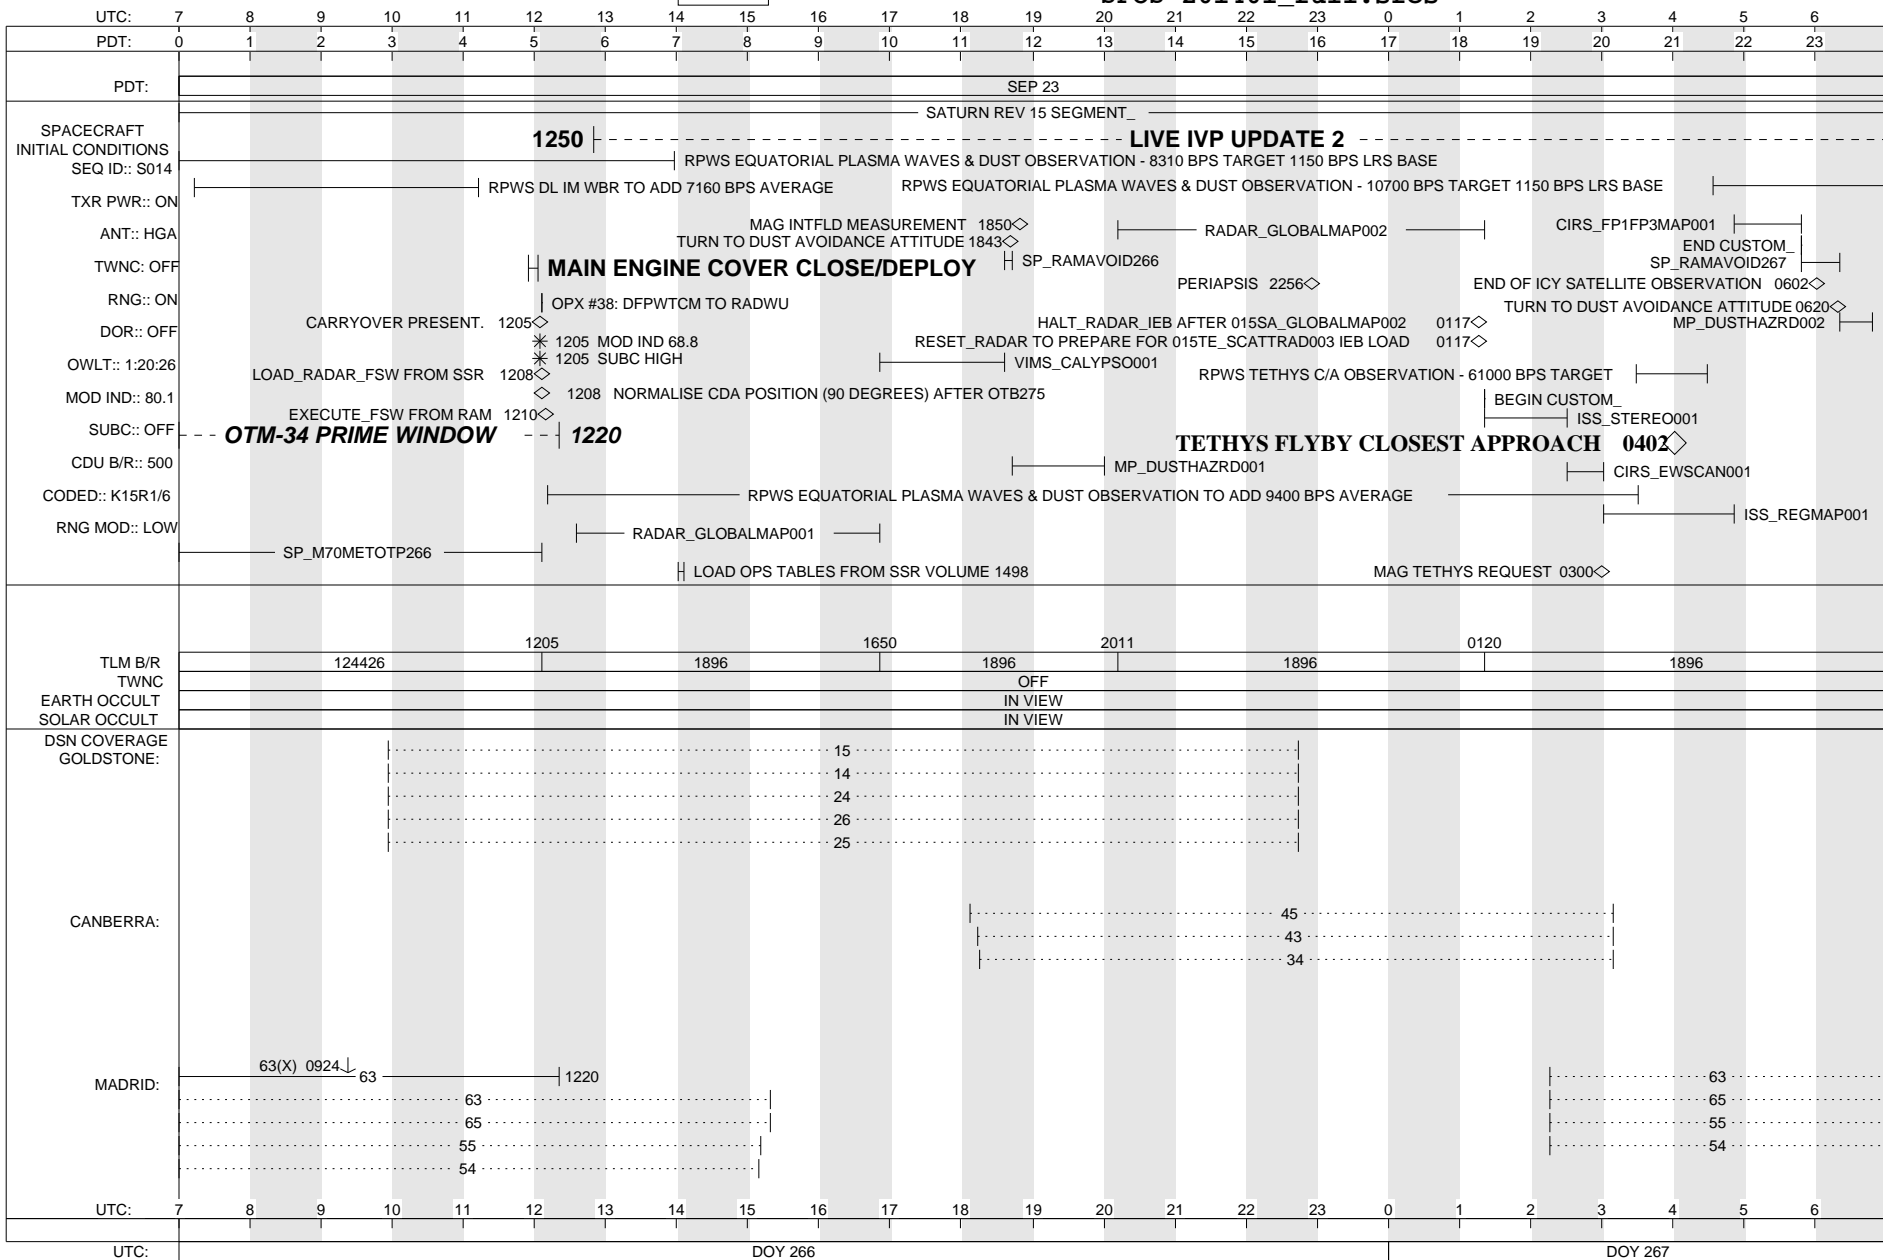 UTC: 7 8 9 10 11 12 13 14 15 16 17 18 19 20 21 22 23 0 1 2 3 4 5 6
PDT: 0 1 2 3 4 5 6 7 8 9 10 11 12 13 14 15 16 17 18 19 20 21 22 23
PDT: SEP 23
SATURN REV 15 SEGMENT_
SPACECRAFT
INITIAL CONDITIONS
1250 LIVE IVP UPDATE 2
RPWS EQUATORIAL PLASMA WAVES & DUST OBSERVATION - 8310 BPS TARGET 1150 BPS LRS BASE
SEQ ID:: S014
RPWS DL IM WBR TO ADD 7160 BPS AVERAGE
RPWS EQUATORIAL PLASMA WAVES & DUST OBSERVATION - 10700 BPS TARGET 1150 BPS LRS BASE
TXR PWR:: ON
MAG INTFLD MEASUREMENT 1850
RADAR_GLOBALMAP002
CIRS_FP1FP3MAP001
ANT:: HGA
TURN TO DUST AVOIDANCE ATTITUDE 1843
END CUSTOM_
TWNC: OFF
MAIN ENGINE COVER CLOSE/DEPLOY
SP_RAMAVOID266
SP_RAMAVOID267
PERIAPSIS 2256
END OF ICY SATELLITE OBSERVATION 0602
RNG:: ON
OPX #38: DFPWTCM TO RADWU
TURN TO DUST AVOIDANCE ATTITUDE 0620
CARRYOVER PRESENT. 1205
HALT_RADAR_IEB AFTER 015SA_GLOBALMAP002 0117
MP_DUSTHAZRD002
DOR:: OFF
1205 MOD IND 68.8
RESET_RADAR TO PREPARE FOR 015TE_SCATTRAD003 IEB LOAD 0117
1205 SUBC HIGH
VIMS_CALYPSO001
OWLT:: 1:20:26
LOAD_RADAR_FSW FROM SSR 1208
RPWS TETHYS C/A OBSERVATION - 61000 BPS TARGET
MOD IND:: 80.1
1208 NORMALISE CDA POSITION (90 DEGREES) AFTER OTB275
BEGIN CUSTOM_
EXECUTE_FSW FROM RAM 1210
ISS_STEREO001
SUBC:: OFF
OTM-34 PRIME WINDOW 1220
TETHYS FLYBY CLOSEST APPROACH 0402
CDU B/R:: 500
MP_DUSTHAZRD001
CIRS_EWSCAN001
CODED:: K15R1/6
RPWS EQUATORIAL PLASMA WAVES & DUST OBSERVATION TO ADD 9400 BPS AVERAGE
ISS_REGMAP001
RNG MOD:: LOW
RADAR_GLOBALMAP001
SP_M70METOTP266
LOAD OPS TABLES FROM SSR VOLUME 1498
MAG TETHYS REQUEST 0300
1205 1650 2011 0120
TLM B/R 124426 1896 1896 1896 1896
TWNC OFF
EARTH OCCULT IN VIEW
SOLAR OCCULT IN VIEW
DSN COVERAGE
GOLDSTONE:
15
14
24
26
25
CANBERRA:
45
43
34
MADRID:
63(X) 0924
63 1220 63
63 65
65 55
55 54
54
UTC: 7 8 9 10 11 12 13 14 15 16 17 18 19 20 21 22 23 0 1 2 3 4 5 6
UTC: DOY 266 DOY 267